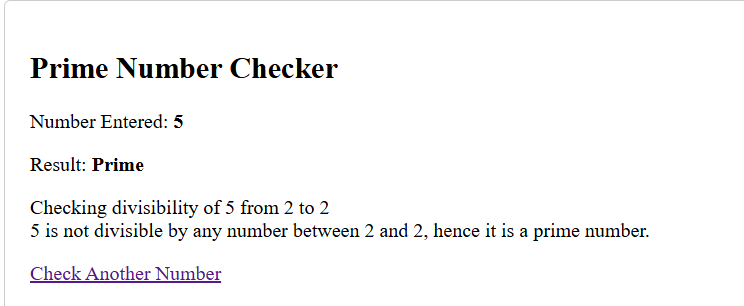 Prime Number Checker
Number Entered: 5
Result: Prime
Checking divisibility of 5 from 2 to 2
5 is not divisible by any number between 2 and 2, hence it is a prime number.
Check Another Number